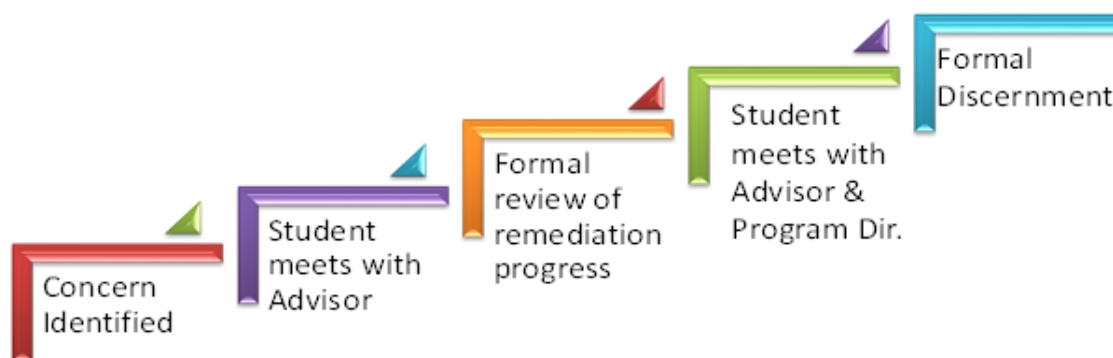 Concern
Identified
Student
meets with
Advisor
Formal
review of
remediation
progress
Student
meets with
Advisor &
Program Dir.
Formal
Discernment